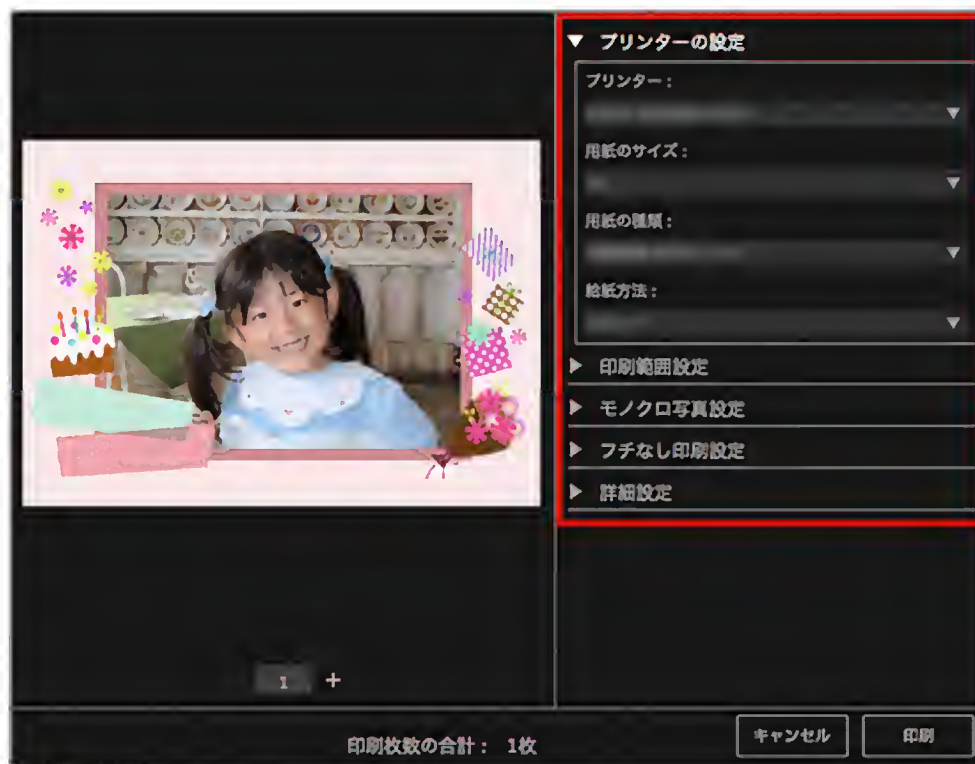 ▼ プリンターの設定
プリンター：
用紙のサイズ：
用紙の種類：
給紙方法：
▶ 印刷範囲設定
▶ モノクロ写真設定
▶ フチなし印刷設定
▶ 詳細設定
1 +
印刷枚数の合計： 1枚
キャンセル
印刷